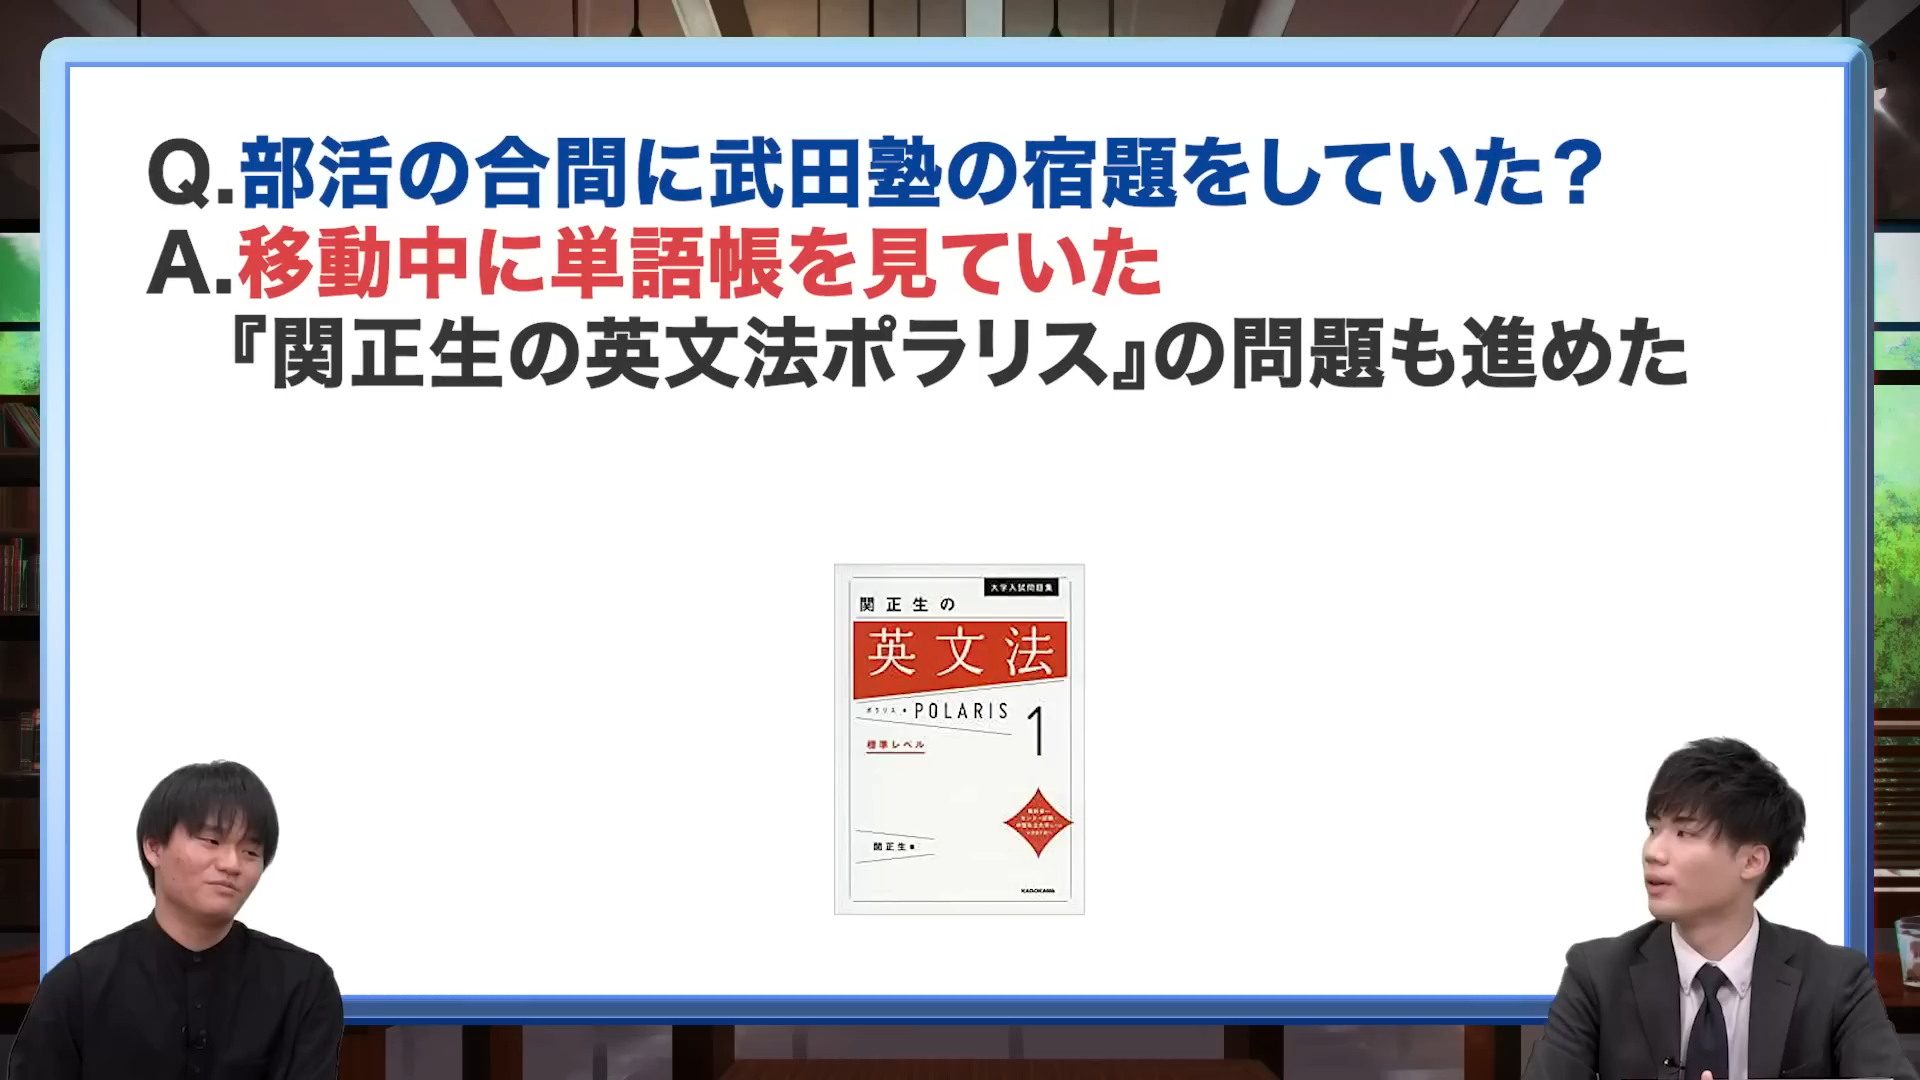 Q.部活の合間に武田塾の宿題をしていた?
A.移動中に単語帳を見ていた
『関正生の英文法ポラリス』の問題も進めた
大学入試問題集
関正生の
英文法
ポラリス・POLARIS 1
標準レベル
関正生
KADOKAWA